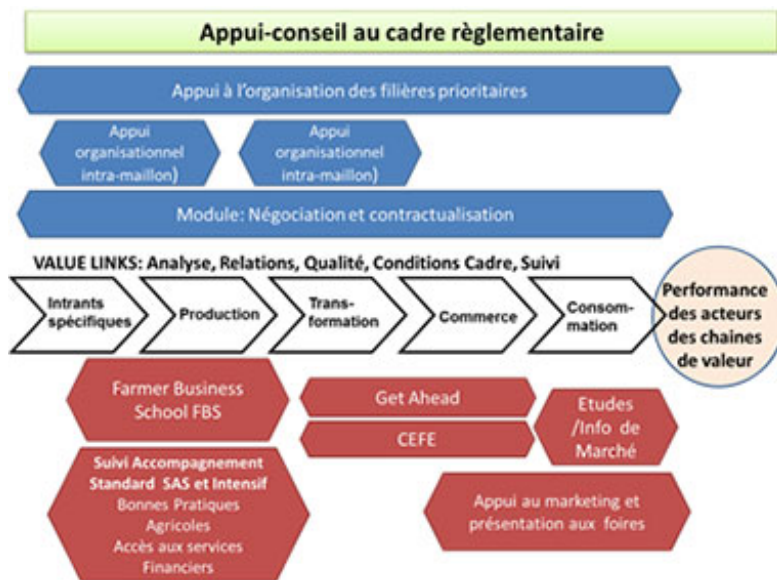 Appui-conseil au cadre règlementaire
Appui à l'organisation des filières prioritaires
Appui
organisationnel
intra-maillon)
Appui
organisationnel
intra-maillon)
Module: Négociation et contractualisation
VALUE LINKS: Analyse, Relations, Qualité, Conditions Cadre, Suivi
Intrants
spécifiques
Production
Trans-
formation
Commerce
Consom-
mation
Performance
des acteurs
des chaines
de valeur
Farmer Business
School FBS
Get Ahead
CEFE
Etudes
/Info de
Marché
Suivi Accompagnement
Standard SAS et Intensif
Bonnes Pratiques
Agricoles
Accès aux services
Financiers
Appui au marketing et
présentation aux foires